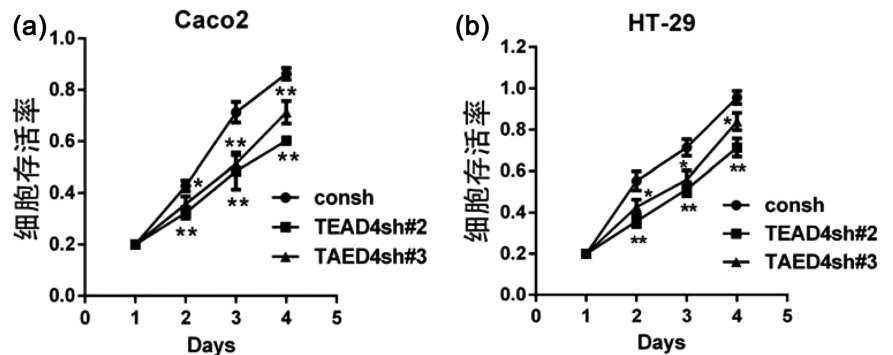 (a)
Caco2
细胞存活率
1.0
0.8
0.6
0.4
0.2
0.0
0 1 2 3 4 5
Days
*
**
**
**
**
**
consh
TEAD4sh#2
TAED4sh#3
(b)
HT-29
细胞存活率
1.2
1.0
0.8
0.6
0.4
0.2
0.0
0 1 2 3 4 5
Days
*
**
*
**
*
**
consh
TEAD4sh#2
TAED4sh#3